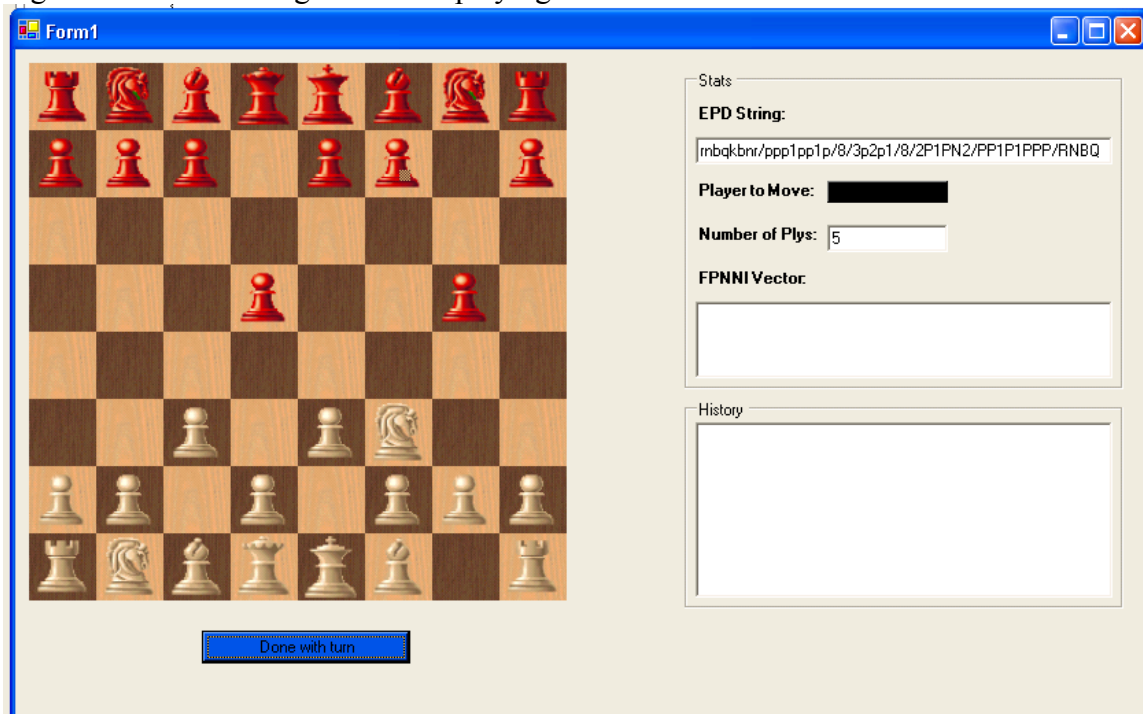 Form1
Stats
EPD String:
rnbqkbnr/ppp1pp1p/8/3p2p1/8/2P1PN2/PP1P1PPP/RNBQ
Player to Move:
Number of Plys: 5
FPNNI Vector:
History
Done with turn